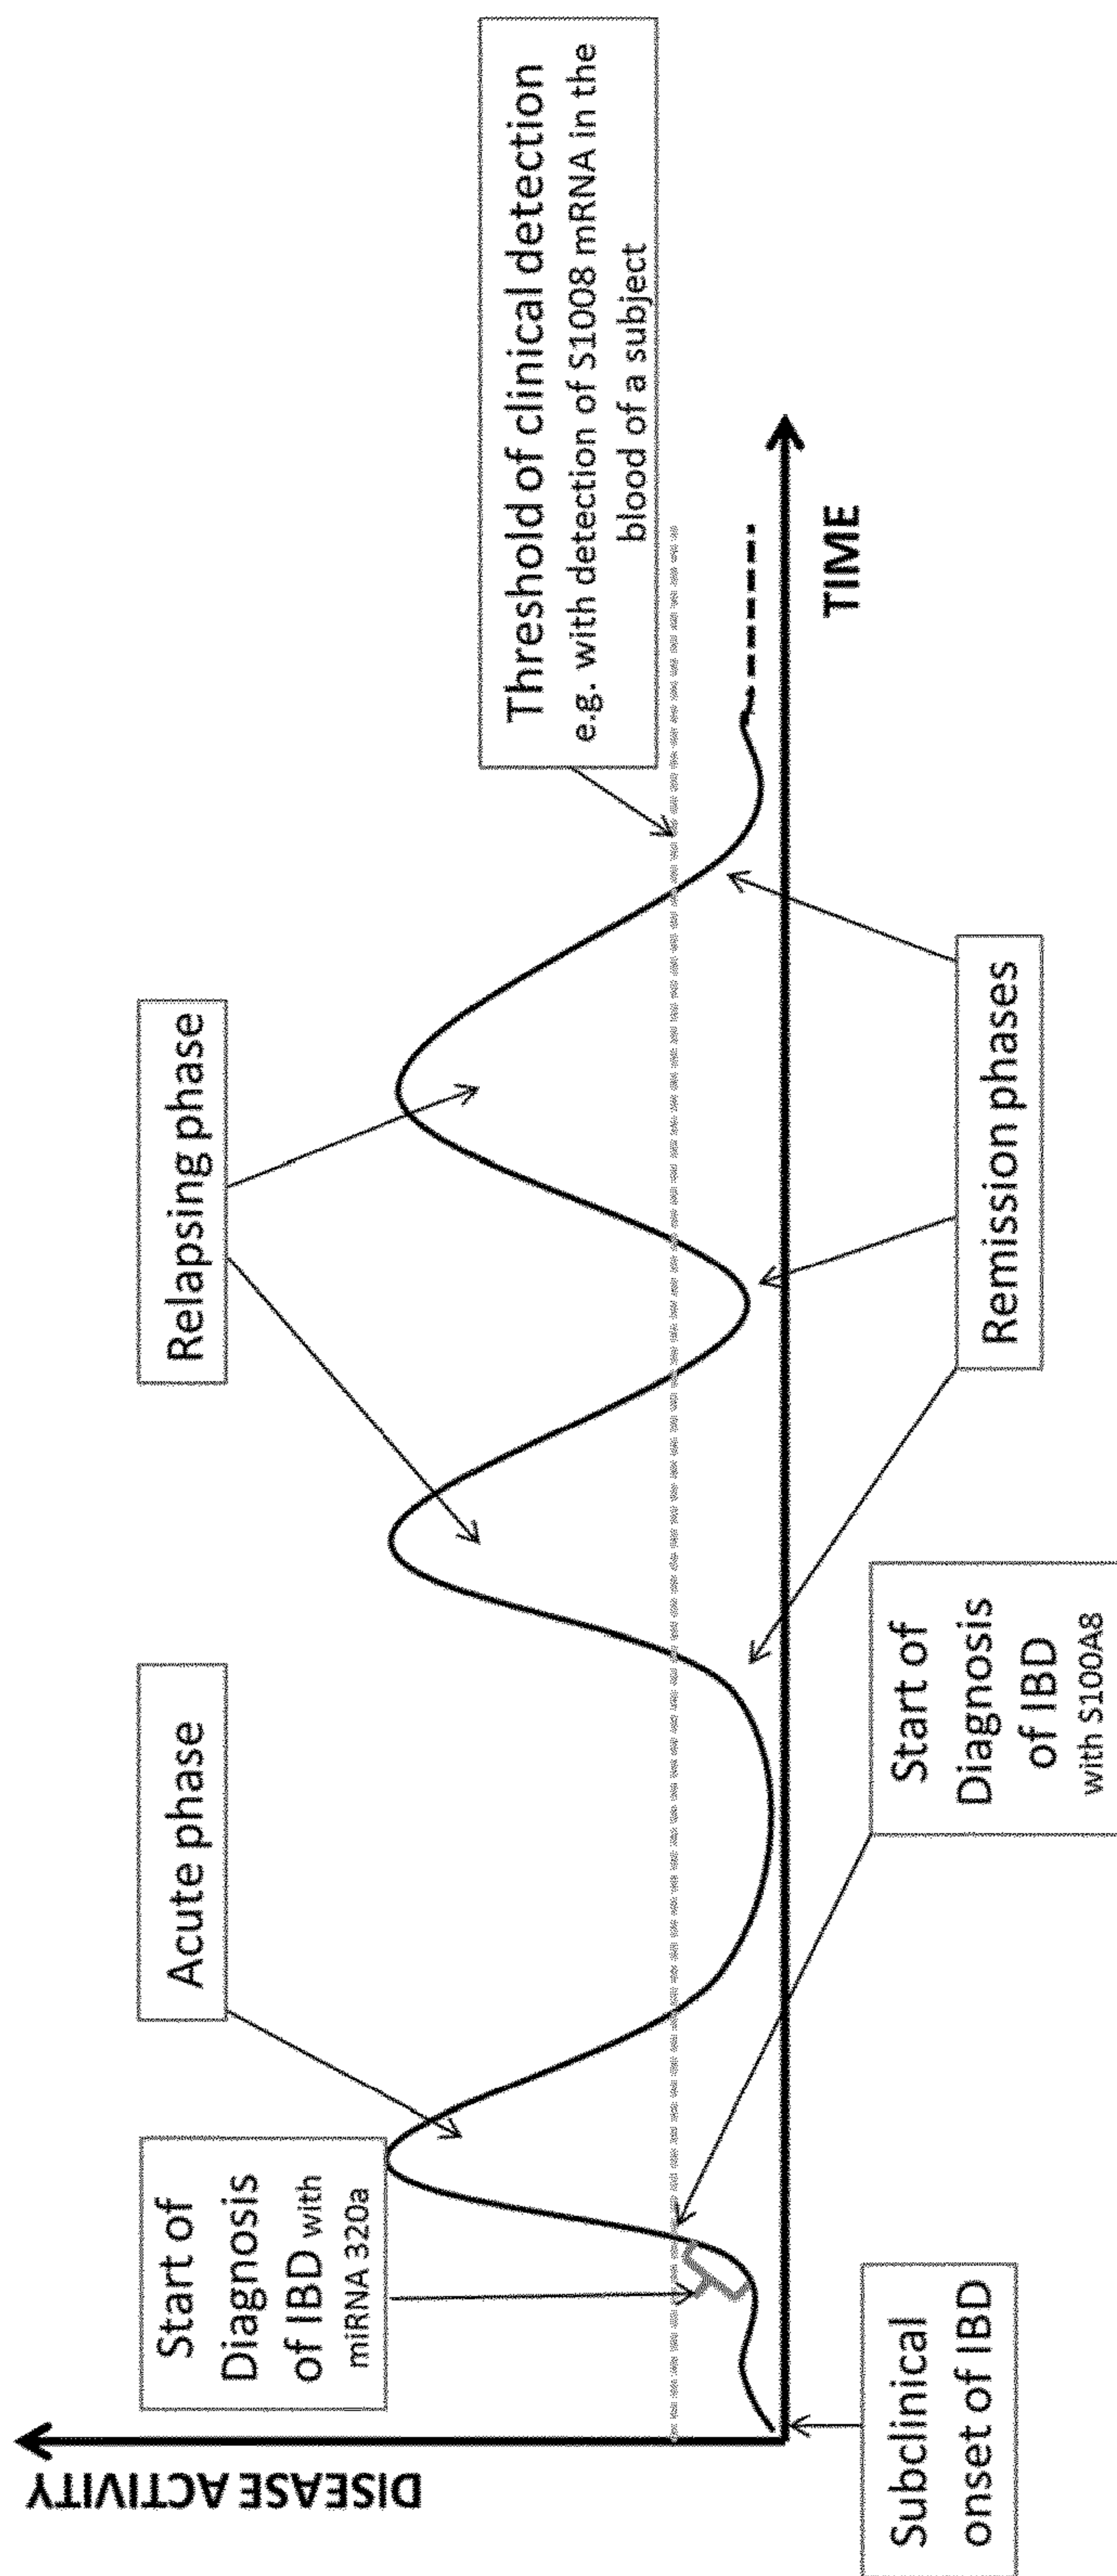 DISEASE ACTIVITY
Start of
Diagnosis
of IBD with
miRNA 320a
Acute phase
Relapsing phase
Threshold of clinical detection
e.g. with detection of S1008 mRNA in the
blood of a subject
TIME
Subclinical
onset of IBD
Start of
Diagnosis
of IBD
with S100A8
Remission phases